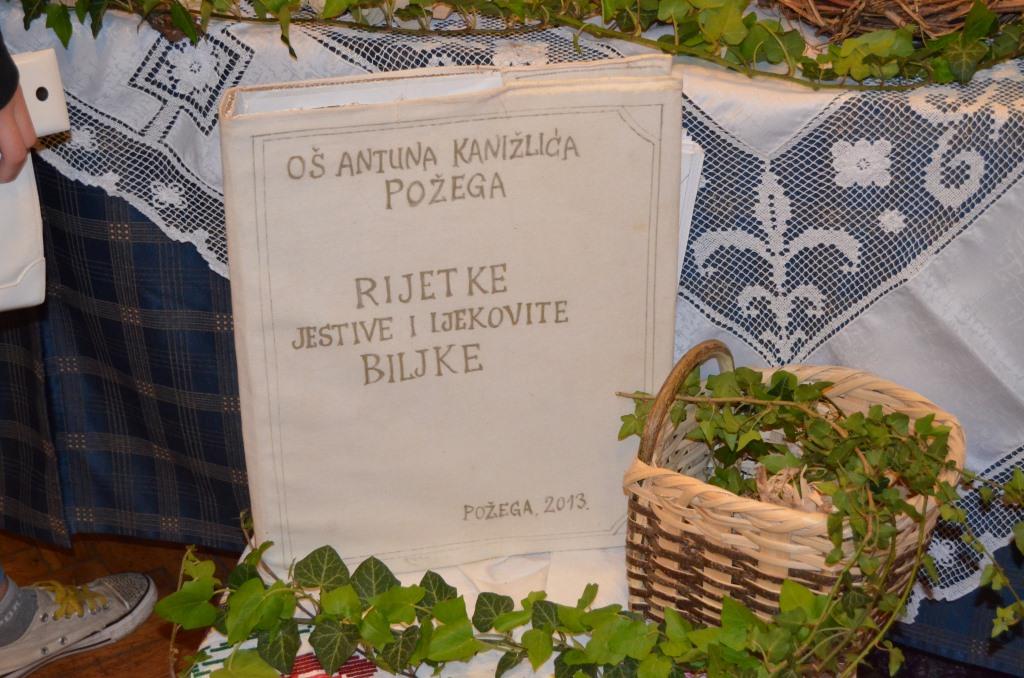 OŠ ANTUNA KANIŽLIĆA
POŽEGA
RIJETKE
JESTIVE I LJEKOVITE
BILJKE
POŽEGA, 2013.